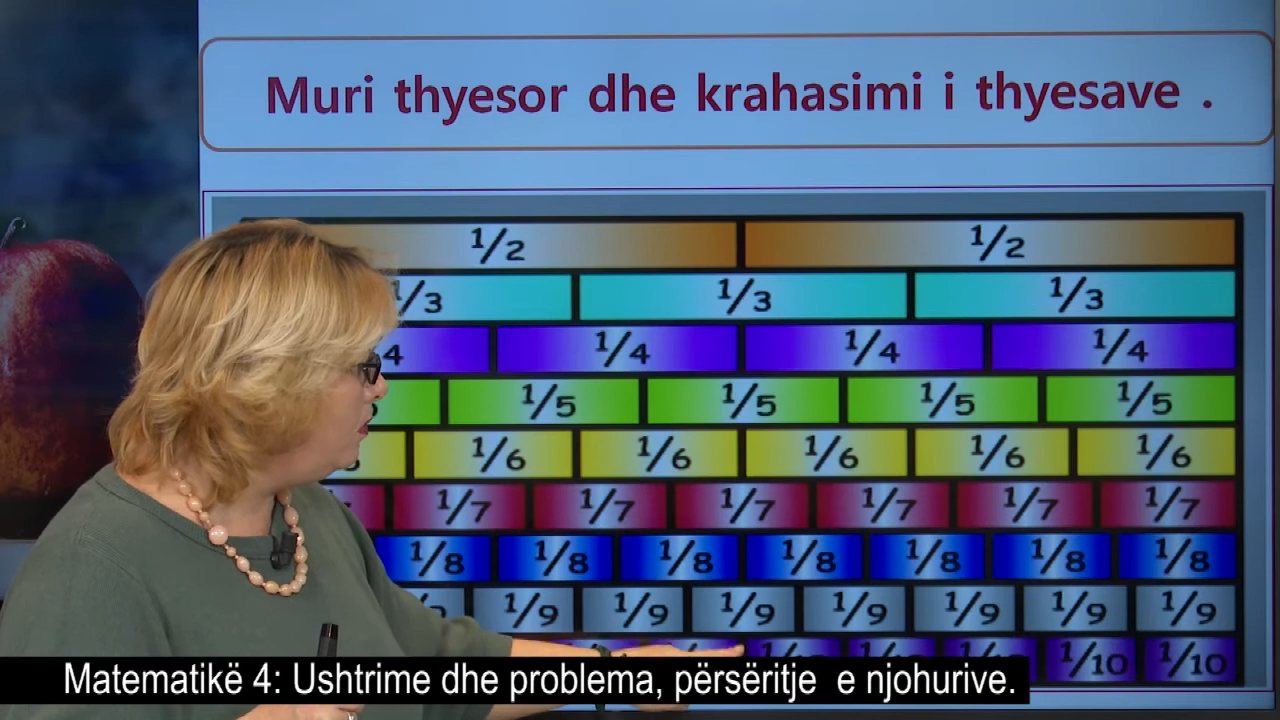 Muri thyesor dhe krahasimi i thyesave .
1/2 1/2
1/3 1/3 1/3
4 1/4 1/4 1/4
1/5 1/5 1/5 1/5
1/6 1/6 1/6 1/6 1/6
1/7 1/7 1/7 1/7 1/7 1/7
1/8 1/8 1/8 1/8 1/8 1/8 1/8
1/9 1/9 1/9 1/9 1/9 1/9 1/9
1/10 1/10
Matematikë 4: Ushtrime dhe problema, përsëritje e njohurive.